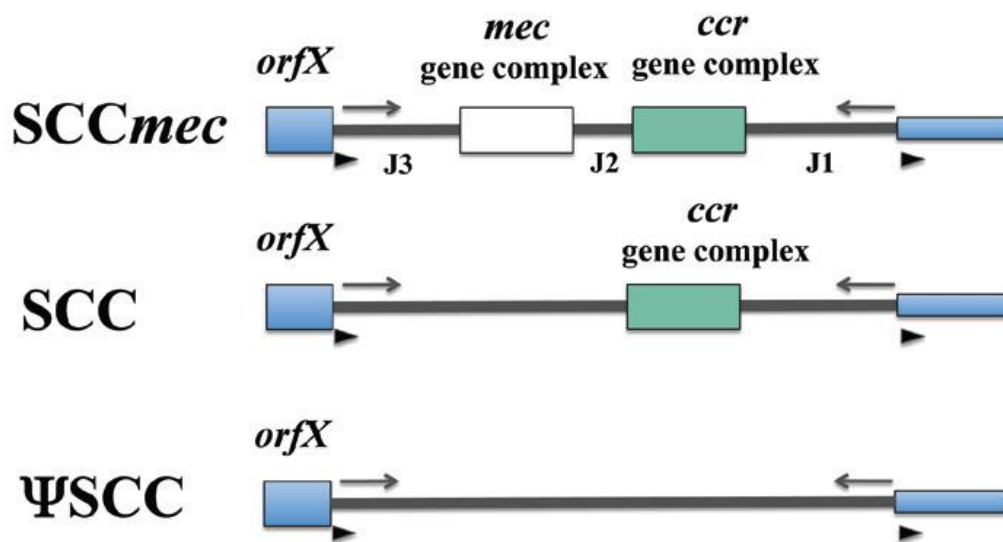 mec
gene complex
ccr
gene complex
orfX
SCCmec
J3
J2
J1
ccr
gene complex
orfX
SCC
orfX
ΨSCC